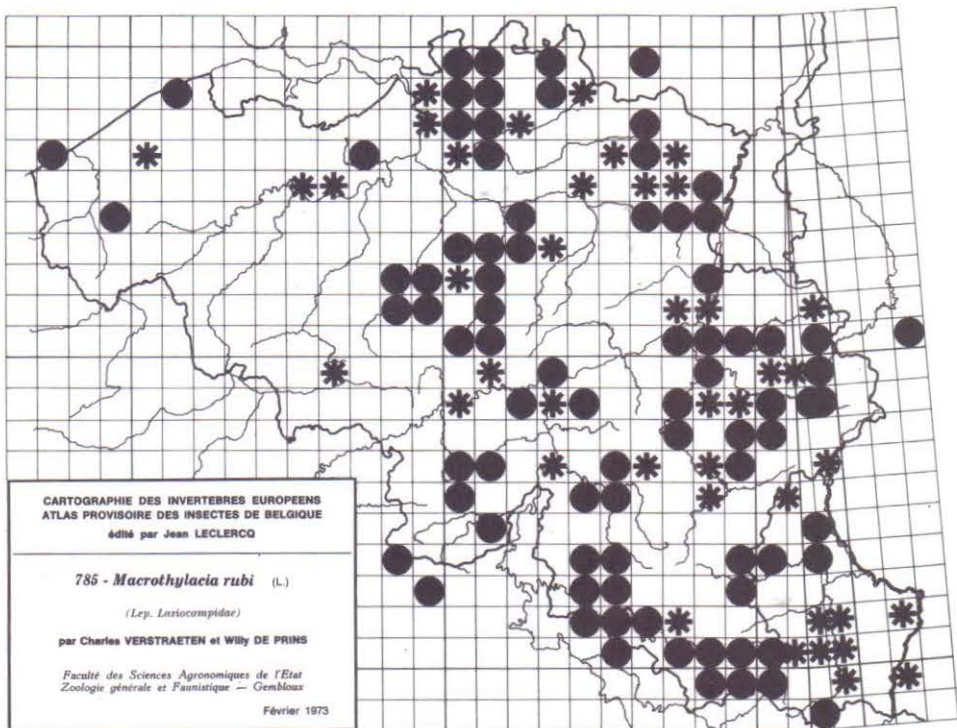 CARTOGRAPHIE DES INVERTEBRES EUROPEENS
ATLAS PROVISOIRE DES INSECTES DE BELGIQUE
édité par Jean LECLERCQ
785 - Macrothylacia rubi (L.)
(Lep. Lasiocampidae)
par Charles VERSTRAETEN et Willy DE PRINS
Faculté des Sciences Agronomiques de l'Etat
Zoologie générale et Faunistique — Gembloux
Février 1973